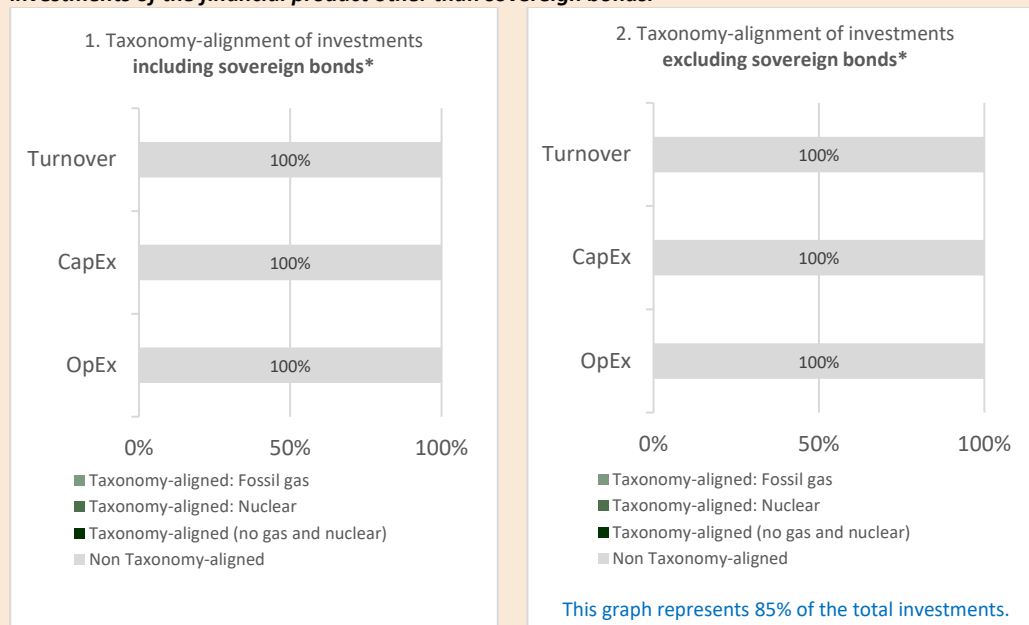 investments of the financial product other than sovereign bonds.
1. Taxonomy-alignment of investments
including sovereign bonds*
Turnover
100%
CapEx
100%
OpEx
100%
0% 50% 100%
Taxonomy-aligned: Fossil gas
Taxonomy-aligned: Nuclear
Taxonomy-aligned (no gas and nuclear)
Non Taxonomy-aligned
2. Taxonomy-alignment of investments
excluding sovereign bonds*
Turnover
100%
CapEx
100%
OpEx
100%
0% 50% 100%
Taxonomy-aligned: Fossil gas
Taxonomy-aligned: Nuclear
Taxonomy-aligned (no gas and nuclear)
Non Taxonomy-aligned
This graph represents 85% of the total investments.